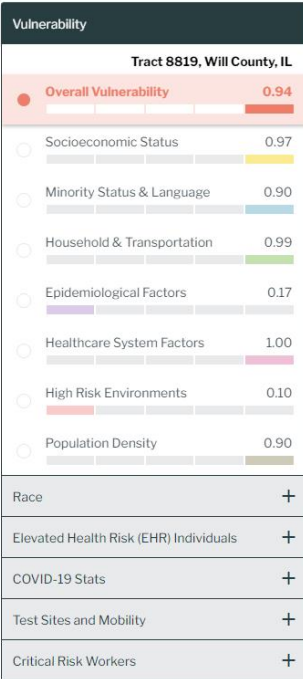 Vulnerability
Tract 8819, Will County, IL
Overall Vulnerability 0.94
Socioeconomic Status 0.97
Minority Status & Language 0.90
Household & Transportation 0.99
Epidemiological Factors 0.17
Healthcare System Factors 1.00
High Risk Environments 0.10
Population Density 0.90
Race +
Elevated Health Risk (EHR) Individuals +
COVID-19 Stats +
Test Sites and Mobility +
Critical Risk Workers +